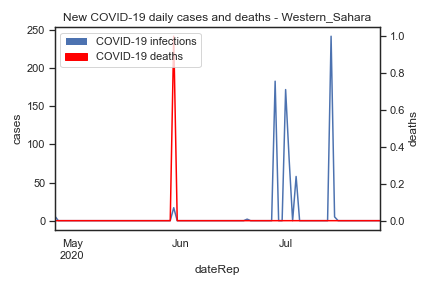 New COVID-19 daily cases and deaths - Western_Sahara
COVID-19 infections
COVID-19 deaths
250
200
150
100
50
0
cases
1.0
0.8
0.6
0.4
0.2
0.0
deaths
May
2020
Jun
Jul
dateRep